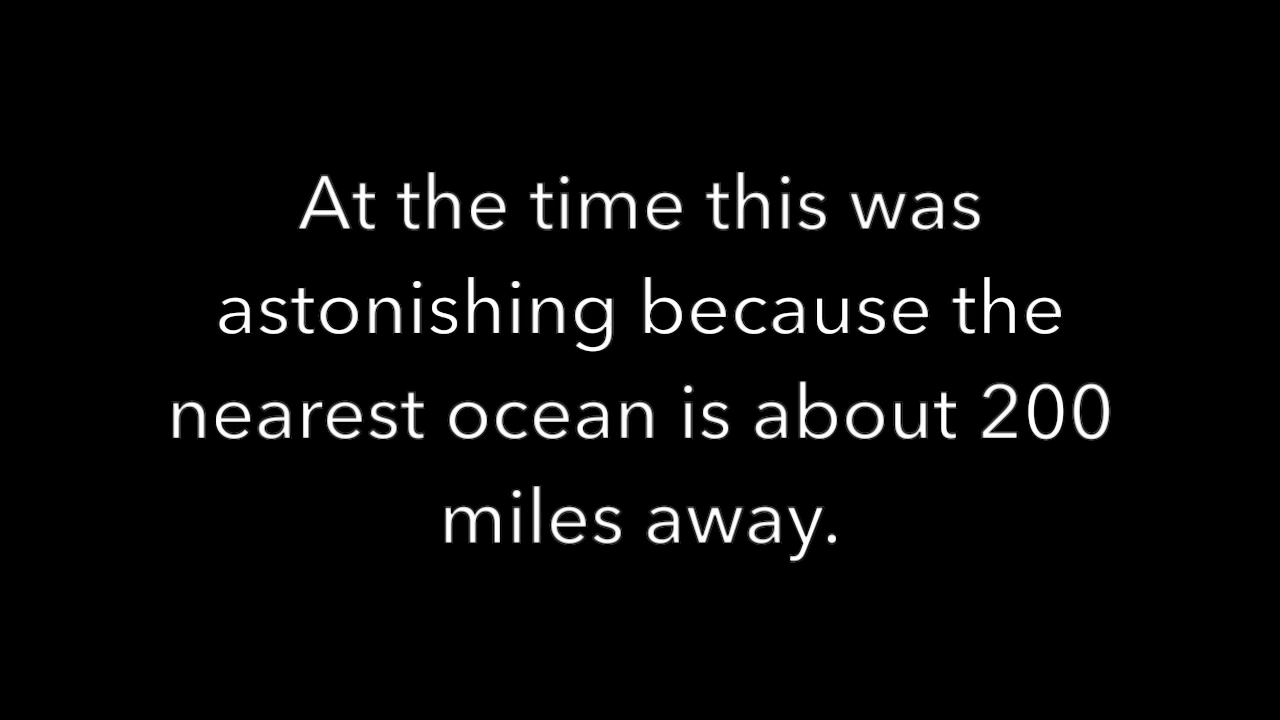 At the time this was
astonishing because the
nearest ocean is about 200
miles away.